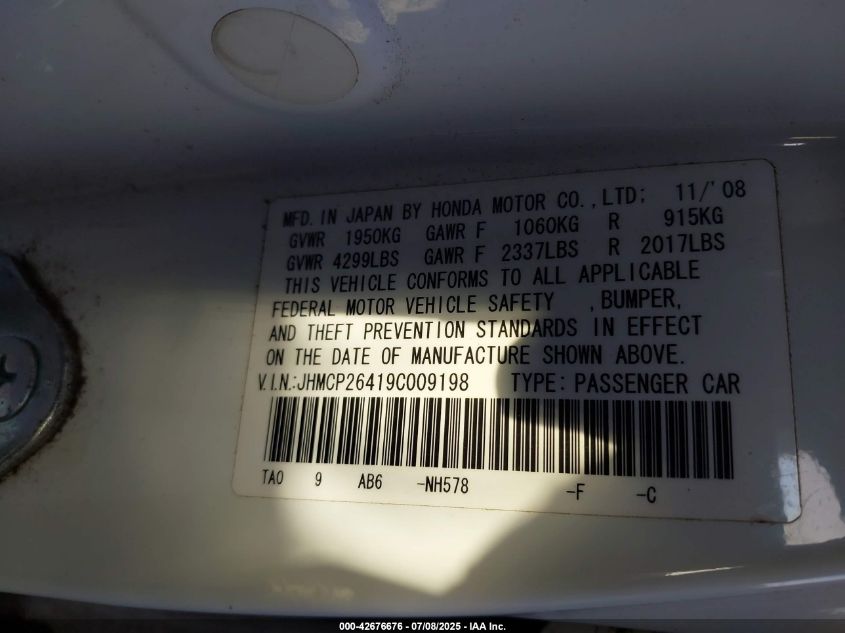 MFD. IN JAPAN BY HONDA MOTOR CO., LTD; 11/'08
GVWR 1950KG GAWR F 1060KG R 915KG
GVWR 4299LBS GAWR F 2337LBS R 2017LBS
THIS VEHICLE CONFORMS TO ALL APPLICABLE
FEDERAL MOTOR VEHICLE SAFETY , BUMPER,
AND THEFT PREVENTION STANDARDS IN EFFECT
ON THE DATE OF MANUFACTURE SHOWN ABOVE.
V.I.N.:JHMCP26419C009198 TYPE: PASSENGER CAR
TA0 9 AB6 -NH578 -F -C
000-42676676 - 07/08/2025 - IAA Inc.